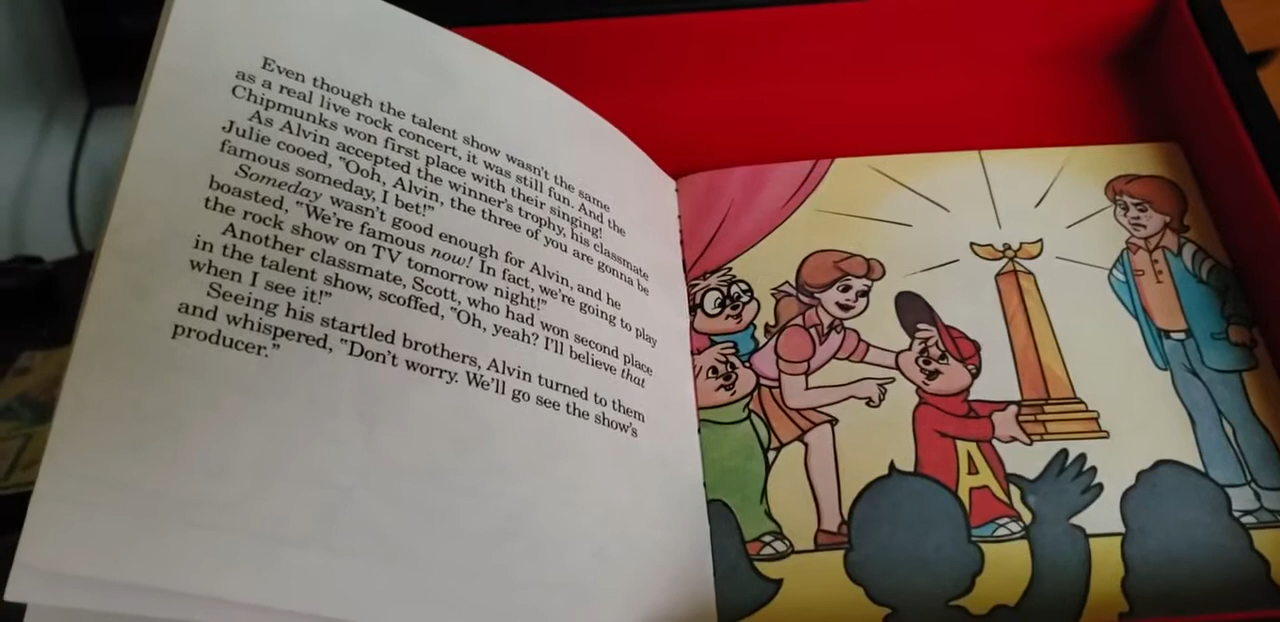 Even though the talent show wasn't the same
as a real live rock concert, it was still fun. And the
Chipmunks won first place with their singing!
As Alvin accepted the winner's trophy, his classmate
Julie cooed, "Ooh, Alvin, the three of you are gonna be
famous someday, I bet!"
Someday wasn't good enough for Alvin, and he
boasted, "We're famous now! In fact, we're going to play
the rock show on TV tomorrow night!"
Another classmate, Scott, who had won second place
in the talent show, scoffed, "Oh, yeah? I'll believe that
when I see it!"
Seeing his startled brothers, Alvin turned to them
and whispered, "Don't worry. We'll go see the show's
producer."
A